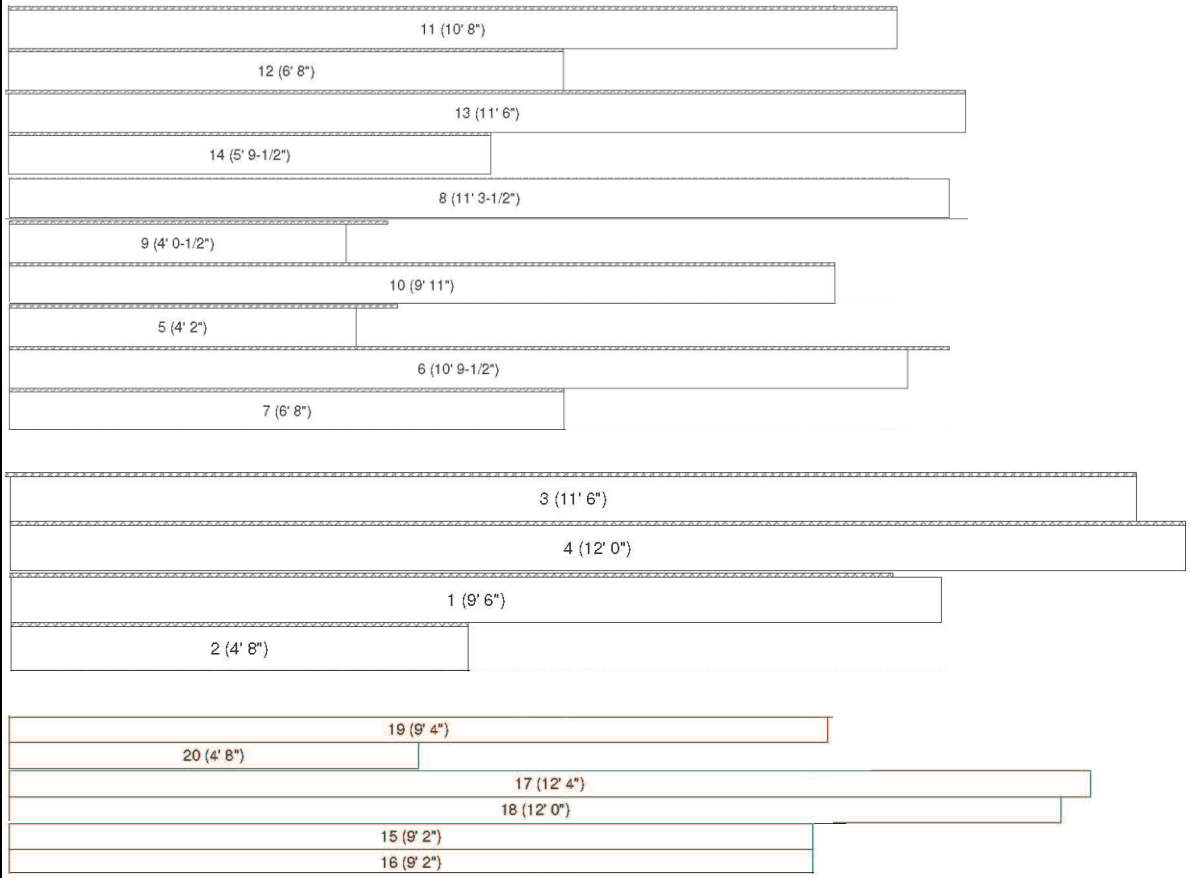 11 (10' 8")
12 (6' 8")
13 (11' 6")
14 (5' 9-1/2")
8 (11' 3-1/2")
9 (4' 0-1/2")
10 (9' 11")
5 (4' 2")
6 (10' 9-1/2")
7 (6' 8")
3 (11' 6")
4 (12' 0")
1 (9' 6")
2 (4' 8")
19 (9' 4")
20 (4' 8")
17 (12' 4")
18 (12' 0")
15 (9' 2")
16 (9' 2")